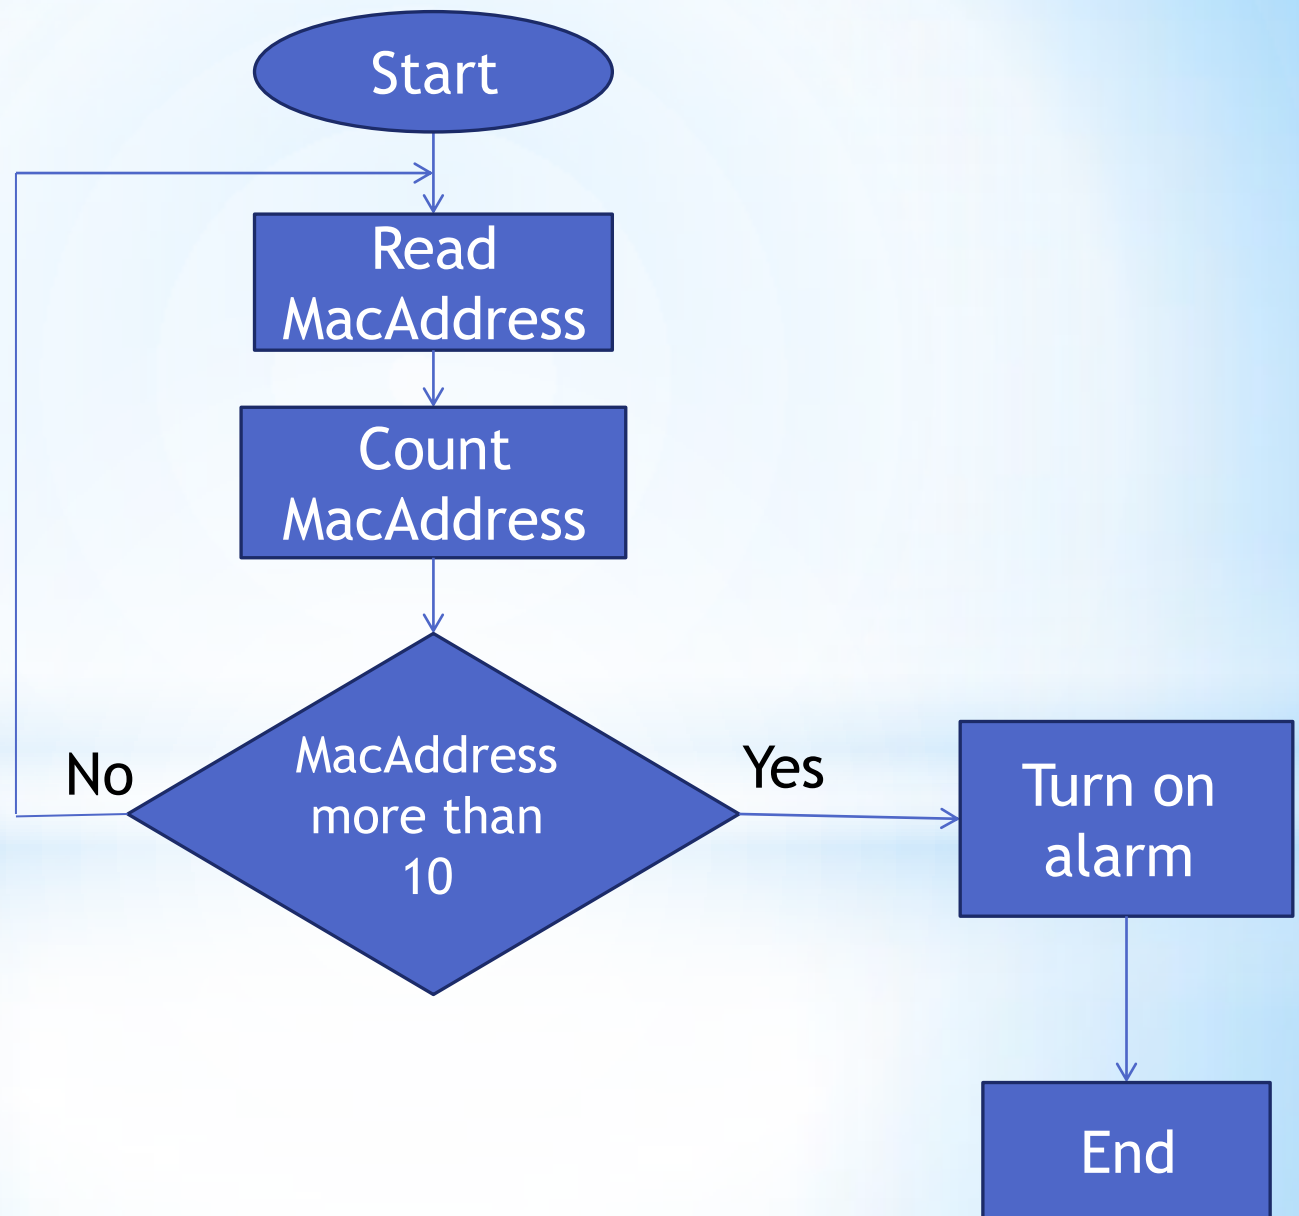 Start
Read
MacAddress
Count
MacAddress
MacAddress
more than
10
No
Yes
Turn on
alarm
End